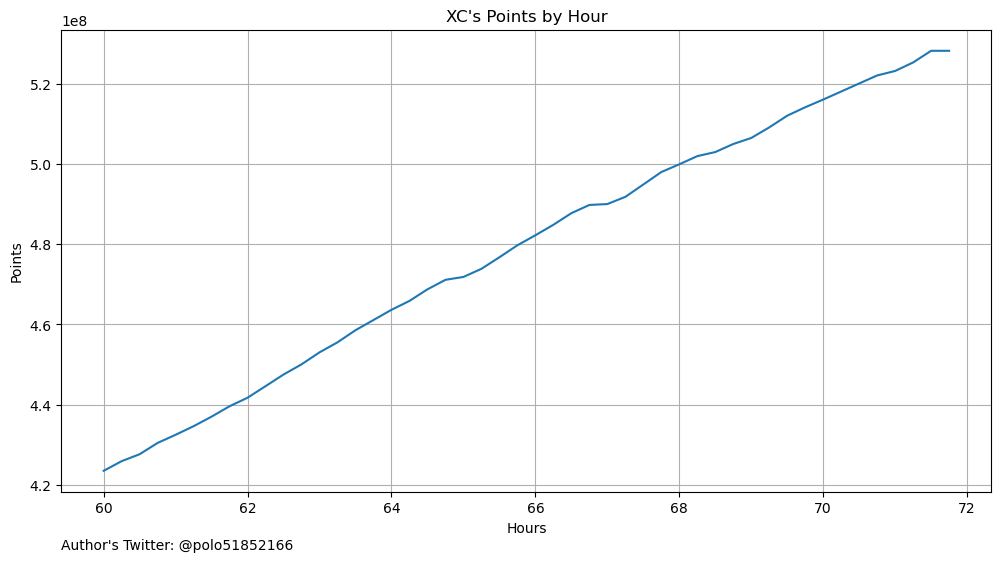 XC's Points by Hour
1e8
5.2
5.0
4.8
4.6
4.4
4.2
Points
60 62 64 66 68 70 72
Hours
Author's Twitter: @polo51852166